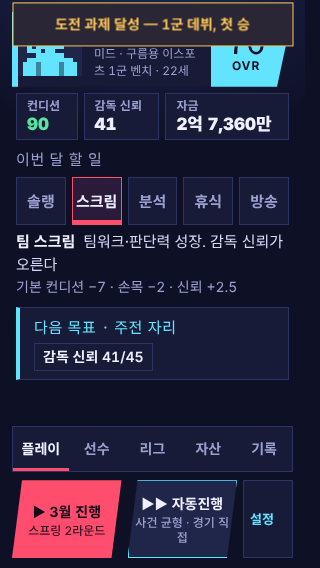 도전 과제 달성 — 1군 데뷔, 첫 승
미드 · 구름용 이스포
츠 1군 벤치 · 22세
OVR
컨디션
90
감독 신뢰
41
자금
2억 7,360만
이번 달 할 일
솔랭
스크림
분석
휴식
방송
팀 스크림 팀워크·판단력 성장. 감독 신뢰가
오른다
기본 컨디션 −7 · 손목 −2 · 신뢰 +2.5
다음 목표 · 주전 자리
감독 신뢰 41/45
플레이
선수
리그
자산
기록
▶ 3월 진행
스프링 2라운드
▶▶ 자동진행
사건 균형 · 경기 직
접
설정